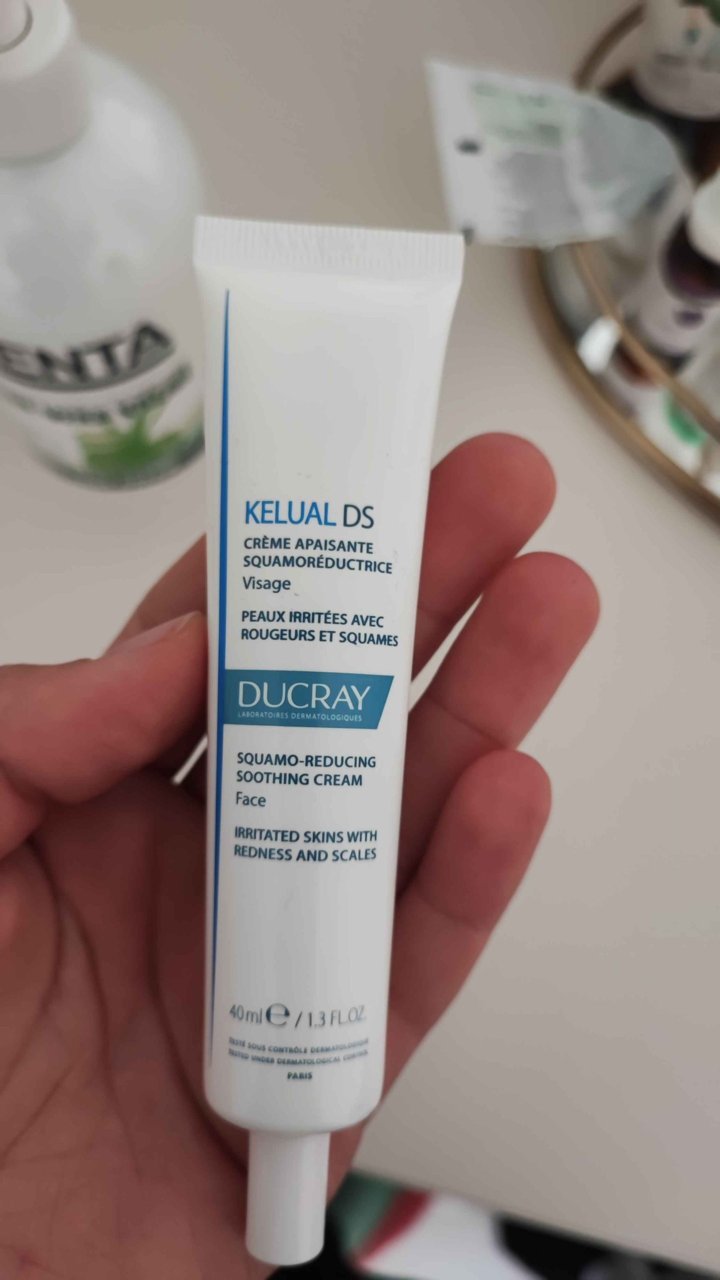 ENTA
KELUAL DS
CRÈME APAISANTE
SQUAMORÉDUCTRICE
Visage
PEAUX IRRITÉES AVEC
ROUGEURS ET SQUAMES
DUCRAY
LABORATOIRES DERMATOLOGIQUES
SQUAMO-REDUCING
SOOTHING CREAM
Face
IRRITATED SKINS WITH
REDNESS AND SCALES
40 ml e / 1.3 FL.OZ.
TESTÉ SOUS CONTRÔLE DERMATOLOGIQUE
TESTED UNDER DERMATOLOGICAL CONTROL
PARIS